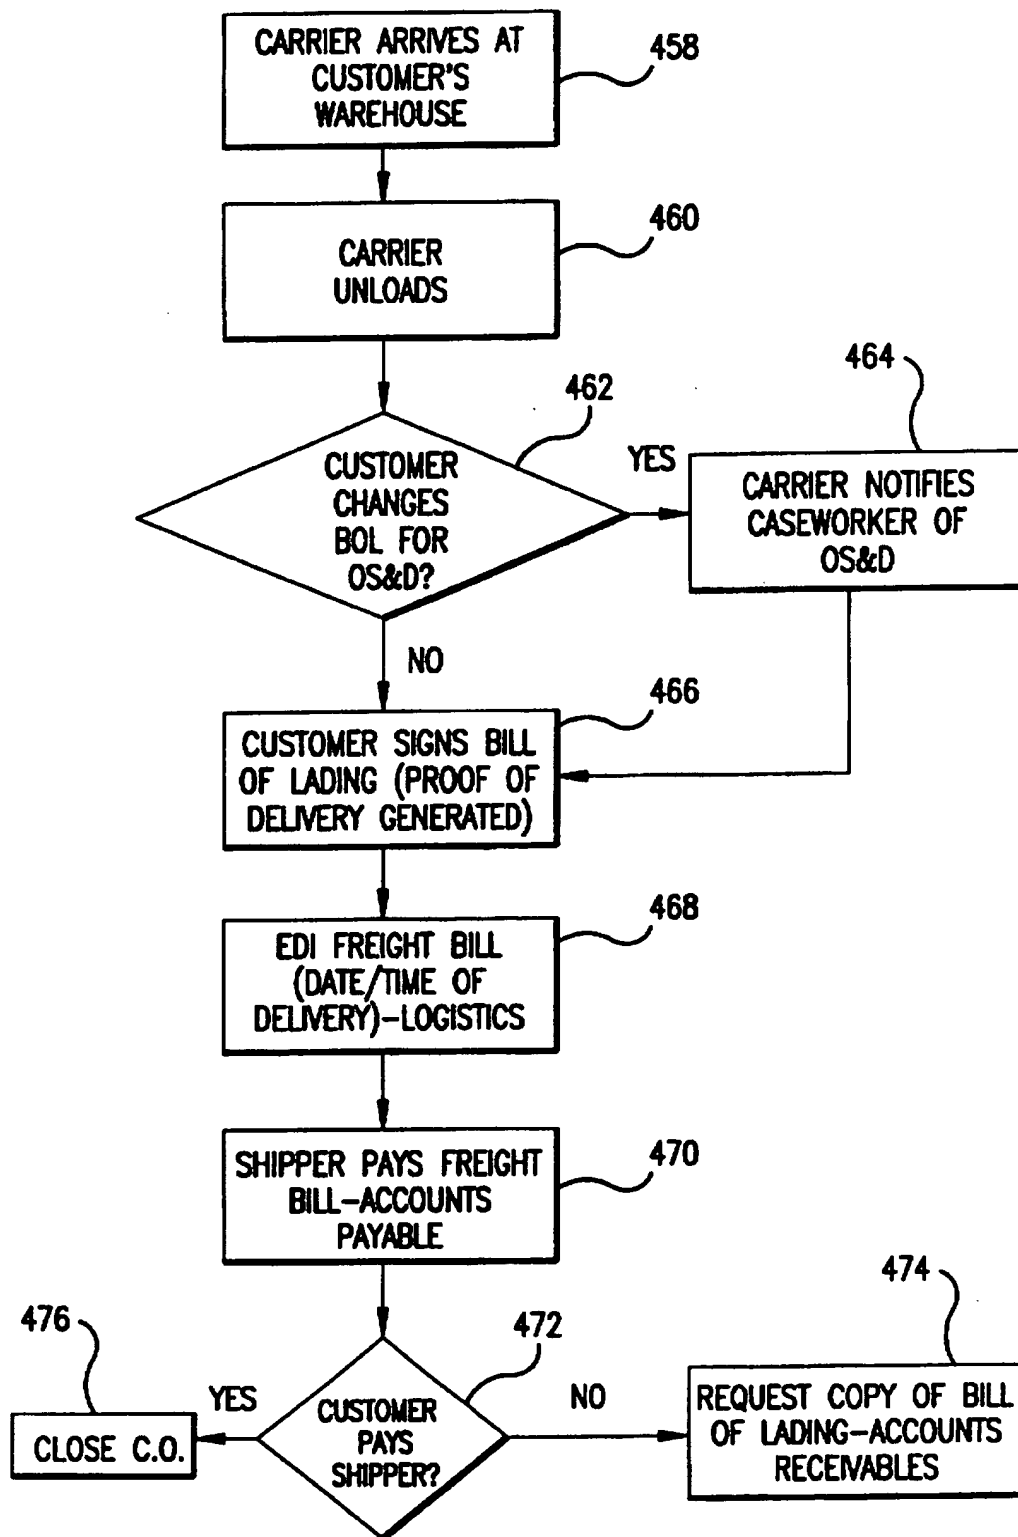 CARRIER ARRIVES AT
CUSTOMER'S
WAREHOUSE
458
CARRIER
UNLOADS
460
CUSTOMER
CHANGES
BOL FOR
OS&D?
462
YES
464
CARRIER NOTIFIES
CASEWORKER OF
OS&D
NO
466
CUSTOMER SIGNS BILL
OF LADING (PROOF OF
DELIVERY GENERATED)
468
EDI FREIGHT BILL
(DATE/TIME OF
DELIVERY)-LOGISTICS
470
SHIPPER PAYS FREIGHT
BILL-ACCOUNTS
PAYABLE
472
CUSTOMER
PAYS
SHIPPER?
YES
476
CLOSE C.O.
NO
474
REQUEST COPY OF BILL
OF LADING-ACCOUNTS
RECEIVABLES